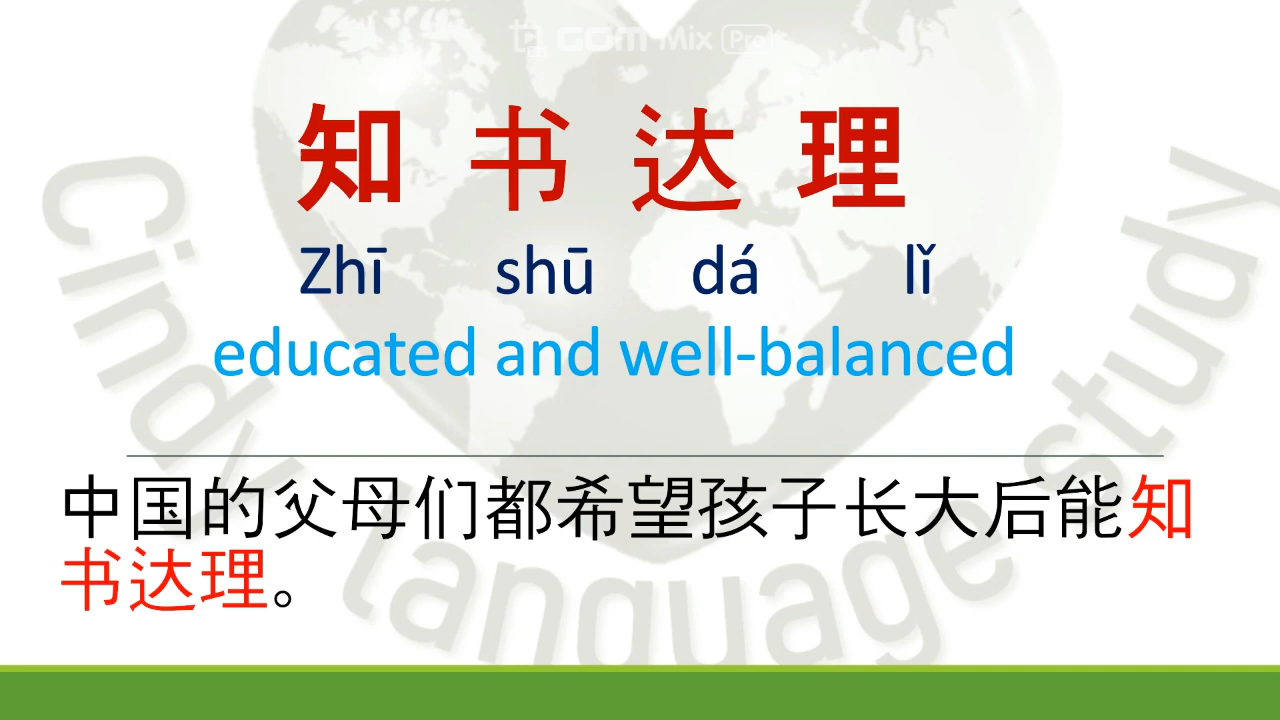 GOM Mix Pro
知 书 达 理
Zhī shū dá lǐ
educated and well-balanced
中国的父母们都希望孩子长大后能知
书达理。
Cindy language study